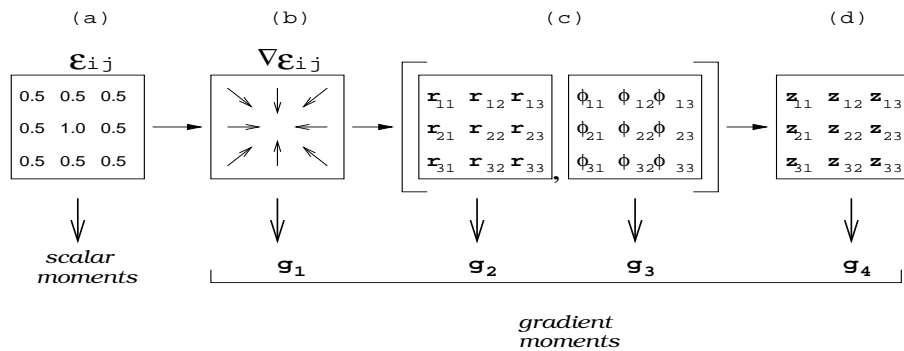 (a) (b) (c) (d)
εij ∇εij
0.5 0.5 0.5 r11 r12 r13 ϕ11 ϕ12 ϕ13 z11 z12 z13
0.5 1.0 0.5 r21 r22 r23 ϕ21 ϕ22 ϕ23 z21 z22 z23
0.5 0.5 0.5 r31 r32 r33 , ϕ31 ϕ32 ϕ33 z31 z32 z33
scalar moments
g1 g2 g3 g4
gradient
moments